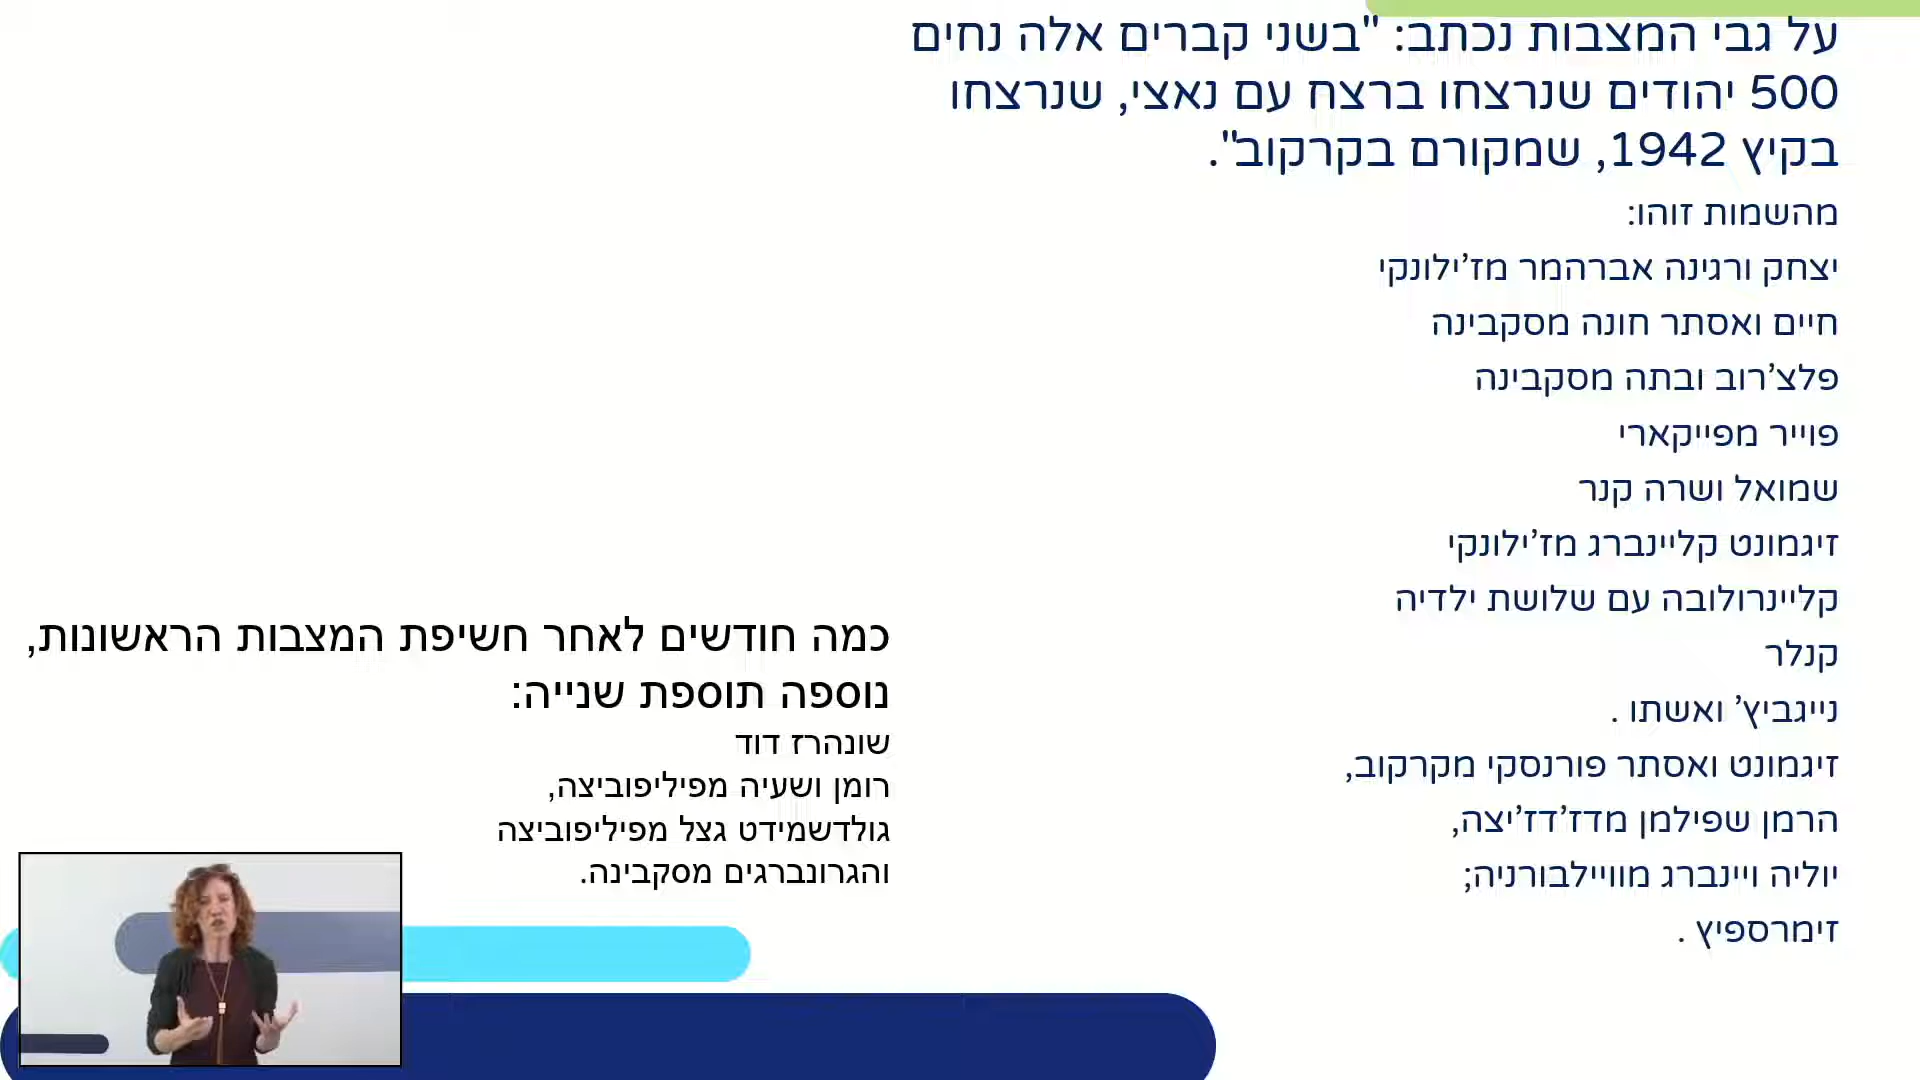 על גבי המצבות נכתב: "בשני קברים אלה נחים
500 יהודים שנרצחו ברצח עם נאצי, שנרצחו
בקיץ 1942, שמקורם בקרקוב".
מהשמות זוהו:
יצחק ורגינה אברהמר מז'ילונקי
חיים ואסתר חונה מסקבינה
פלצ'רוב ובתה מסקבינה
פוייר מפייקארי
שמואל ושרה קנר
זיגמונט קליינברג מז'ילונקי
קליינרולובה עם שלושת ילדיה
קנלר
נייגביץ' ואשתו .
זיגמונט ואסתר פורנסקי מקרקוב,
הרמן שפילמן מדז'דז'יצה,
יוליה ויינברג מוויילבורניה;
זימרספיץ .
כמה חודשים לאחר חשיפת המצבות הראשונות,
נוספה תוספת שנייה:
שונהרז דוד
רומן ושעיה מפיליפוביצה,
גולדשמידט גצל מפיליפוביצה
והגרונברגים מסקבינה.